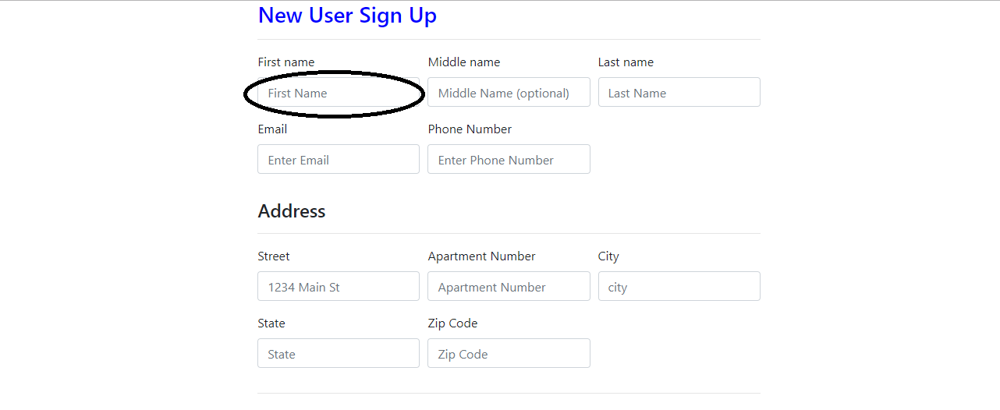 New User Sign Up
First name Middle name Last name
First Name Middle Name (optional) Last Name
Email Phone Number
Enter Email Enter Phone Number
Address
Street Apartment Number City
1234 Main St Apartment Number city
State Zip Code
State Zip Code